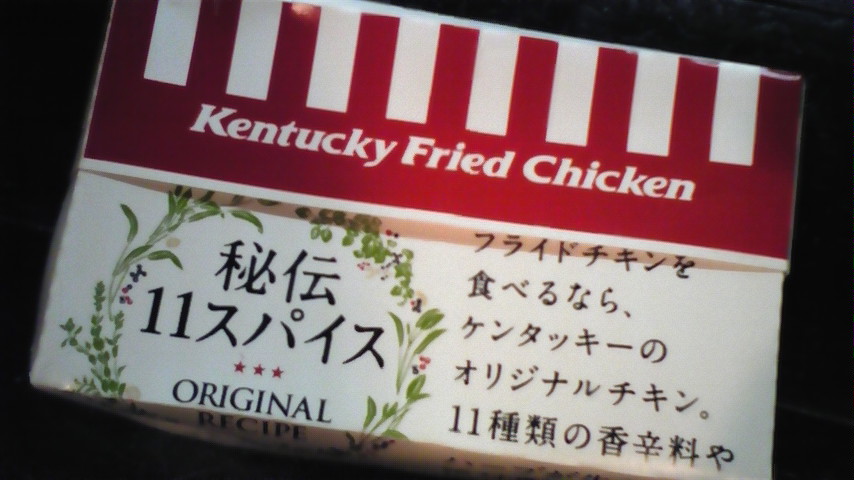 Kentucky Fried Chicken
秘伝
11スパイス
ORIGINAL
RECIPE
フライドチキンを
食べるなら、
ケンタッキーの
オリジナルチキン。
11種類の香辛料や